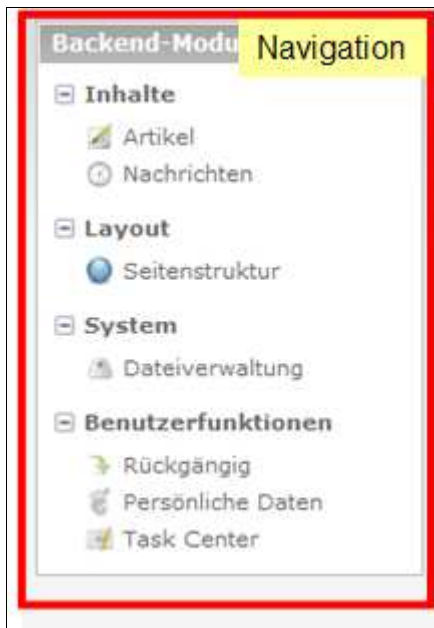 Backend-Modu
Navigation
Inhalte
Artikel
Nachrichten
Layout
Seitenstruktur
System
Dateiverwaltung
Benutzerfunktionen
Rückgängig
Persönliche Daten
Task Center